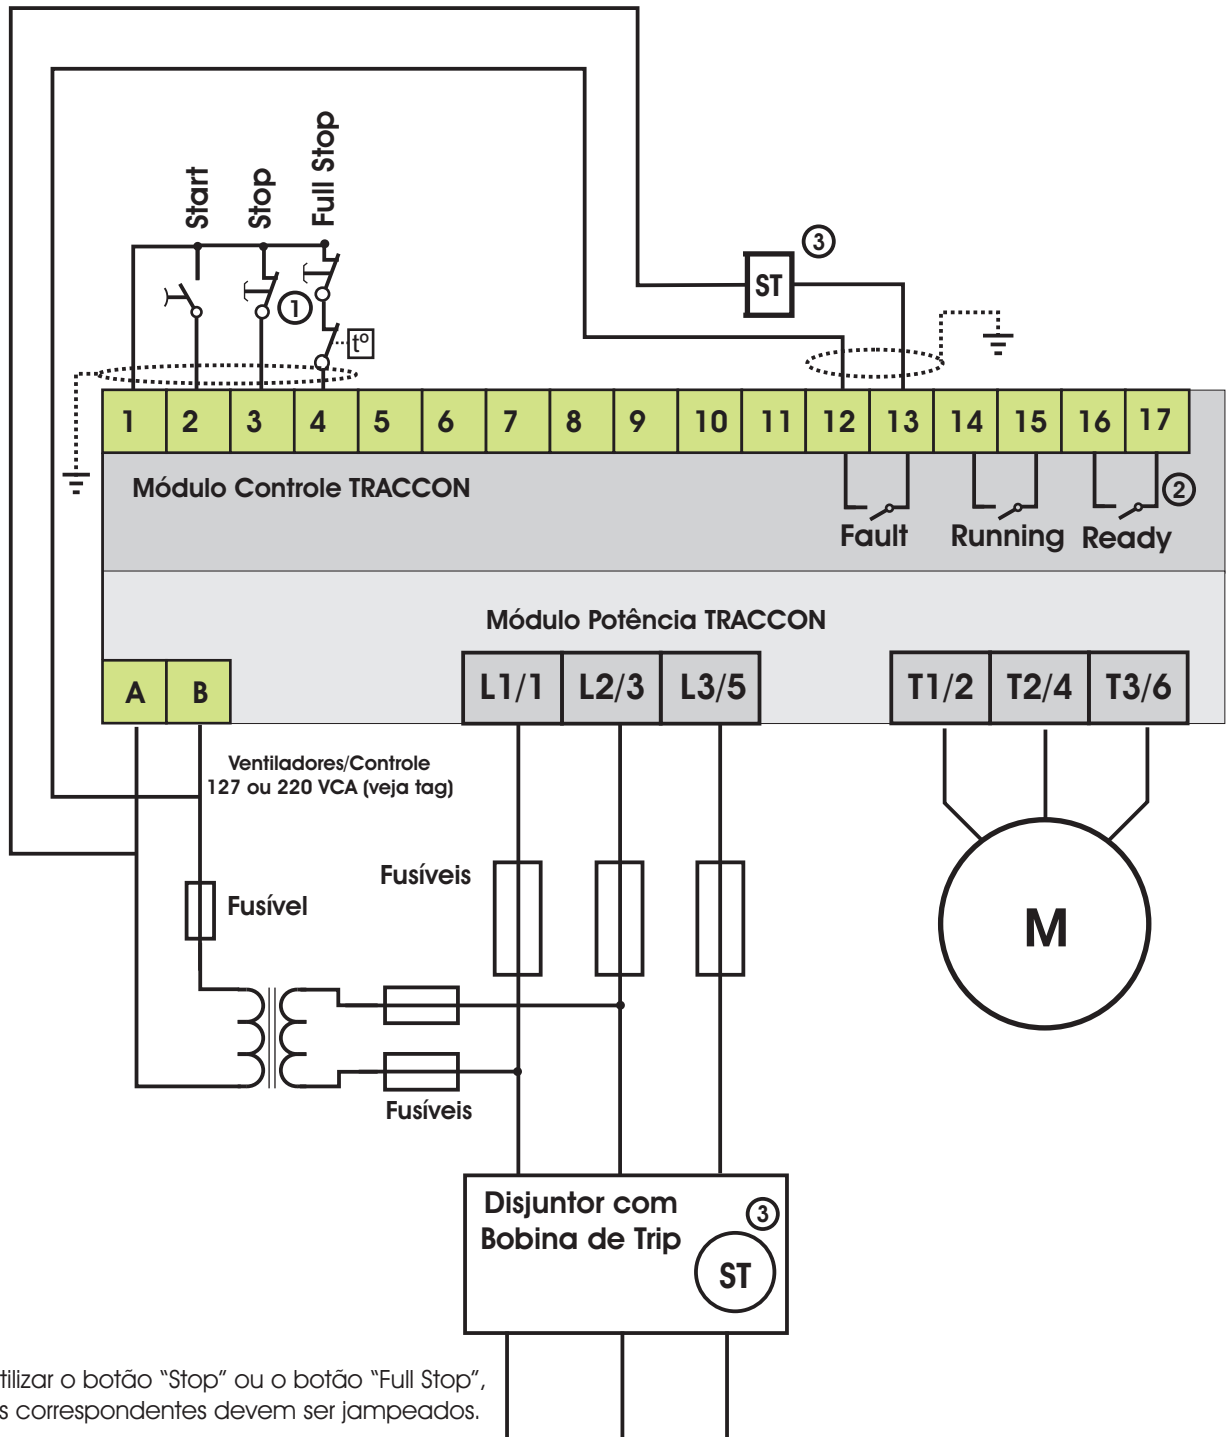 Start
Stop
Full Stop
3
ST
1
tº
1 2 3 4 5 6 7 8 9 10 11 12 13 14 15 16 17
Módulo Controle TRACCON
2
Fault Running Ready
Módulo Potência TRACCON
A B L1/1 L2/3 L3/5 T1/2 T2/4 T3/6
Ventiladores/Controle
127 ou 220 VCA (veja tag)
Fusíveis
Fusível
M
Fusíveis
Disjuntor com
Bobina de Trip
3
ST
tilizar o botão “Stop” ou o botão “Full Stop”,
s correspondentes devem ser jampeados.